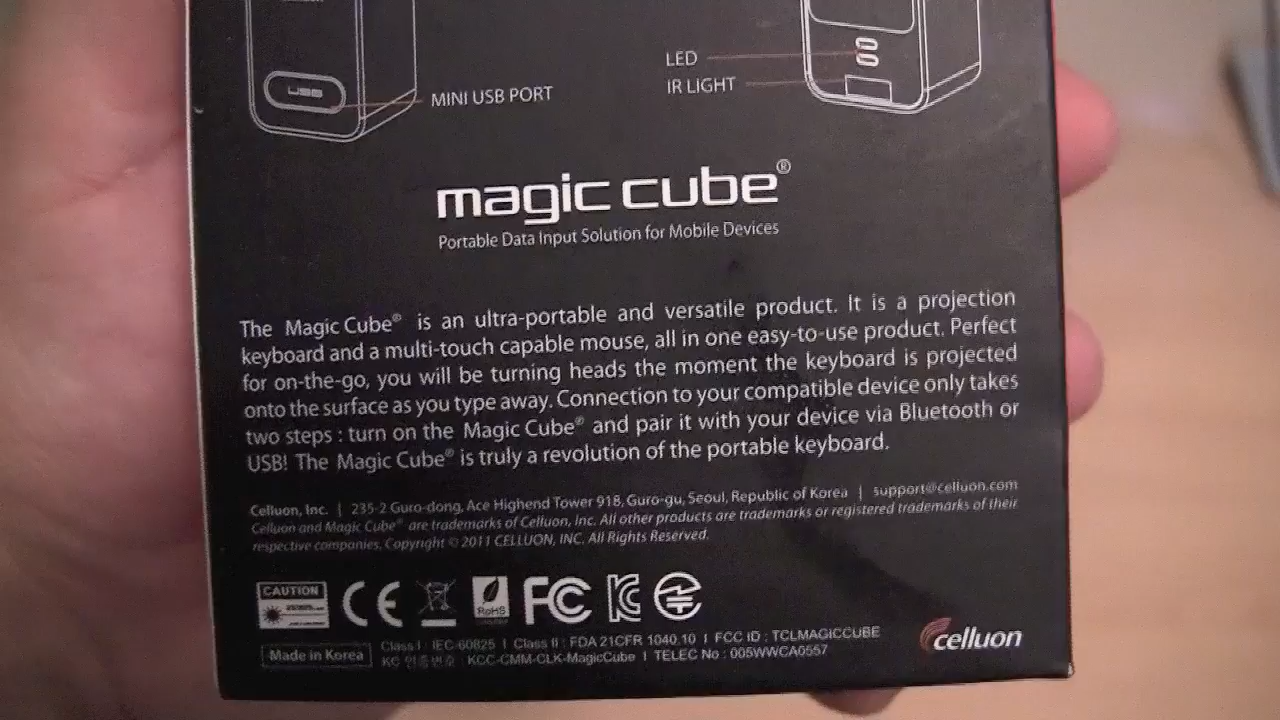 USB
MINI USB PORT
LED
IR LIGHT
magic cube®
Portable Data Input Solution for Mobile Devices
The Magic Cube® is an ultra-portable and versatile product. It is a projection
keyboard and a multi-touch capable mouse, all in one easy-to-use product. Perfect
for on-the-go, you will be turning heads the moment the keyboard is projected
onto the surface as you type away. Connection to your compatible device only takes
two steps : turn on the Magic Cube® and pair it with your device via Bluetooth or
USB! The Magic Cube® is truly a revolution of the portable keyboard.
Celluon, Inc. | 235-2 Guro-dong, Ace Highend Tower 918, Guro-gu, Seoul, Republic of Korea | support@celluon.com
Celluon and Magic Cube® are trademarks of Celluon, Inc. All other products are trademarks or registered trademarks of their
respective companies. Copyright © 2011 CELLUON, INC. All Rights Reserved.
CAUTION
CE
RoHS
FC
Made in Korea
Class I : IEC-60825 | Class II : FDA 21CFR 1040.10 | FCC ID : TCLMAGICCUBE
KC 인증번호 : KCC-CMM-CLK-MagicCube | TELEC No : 005WWCA0557
celluon